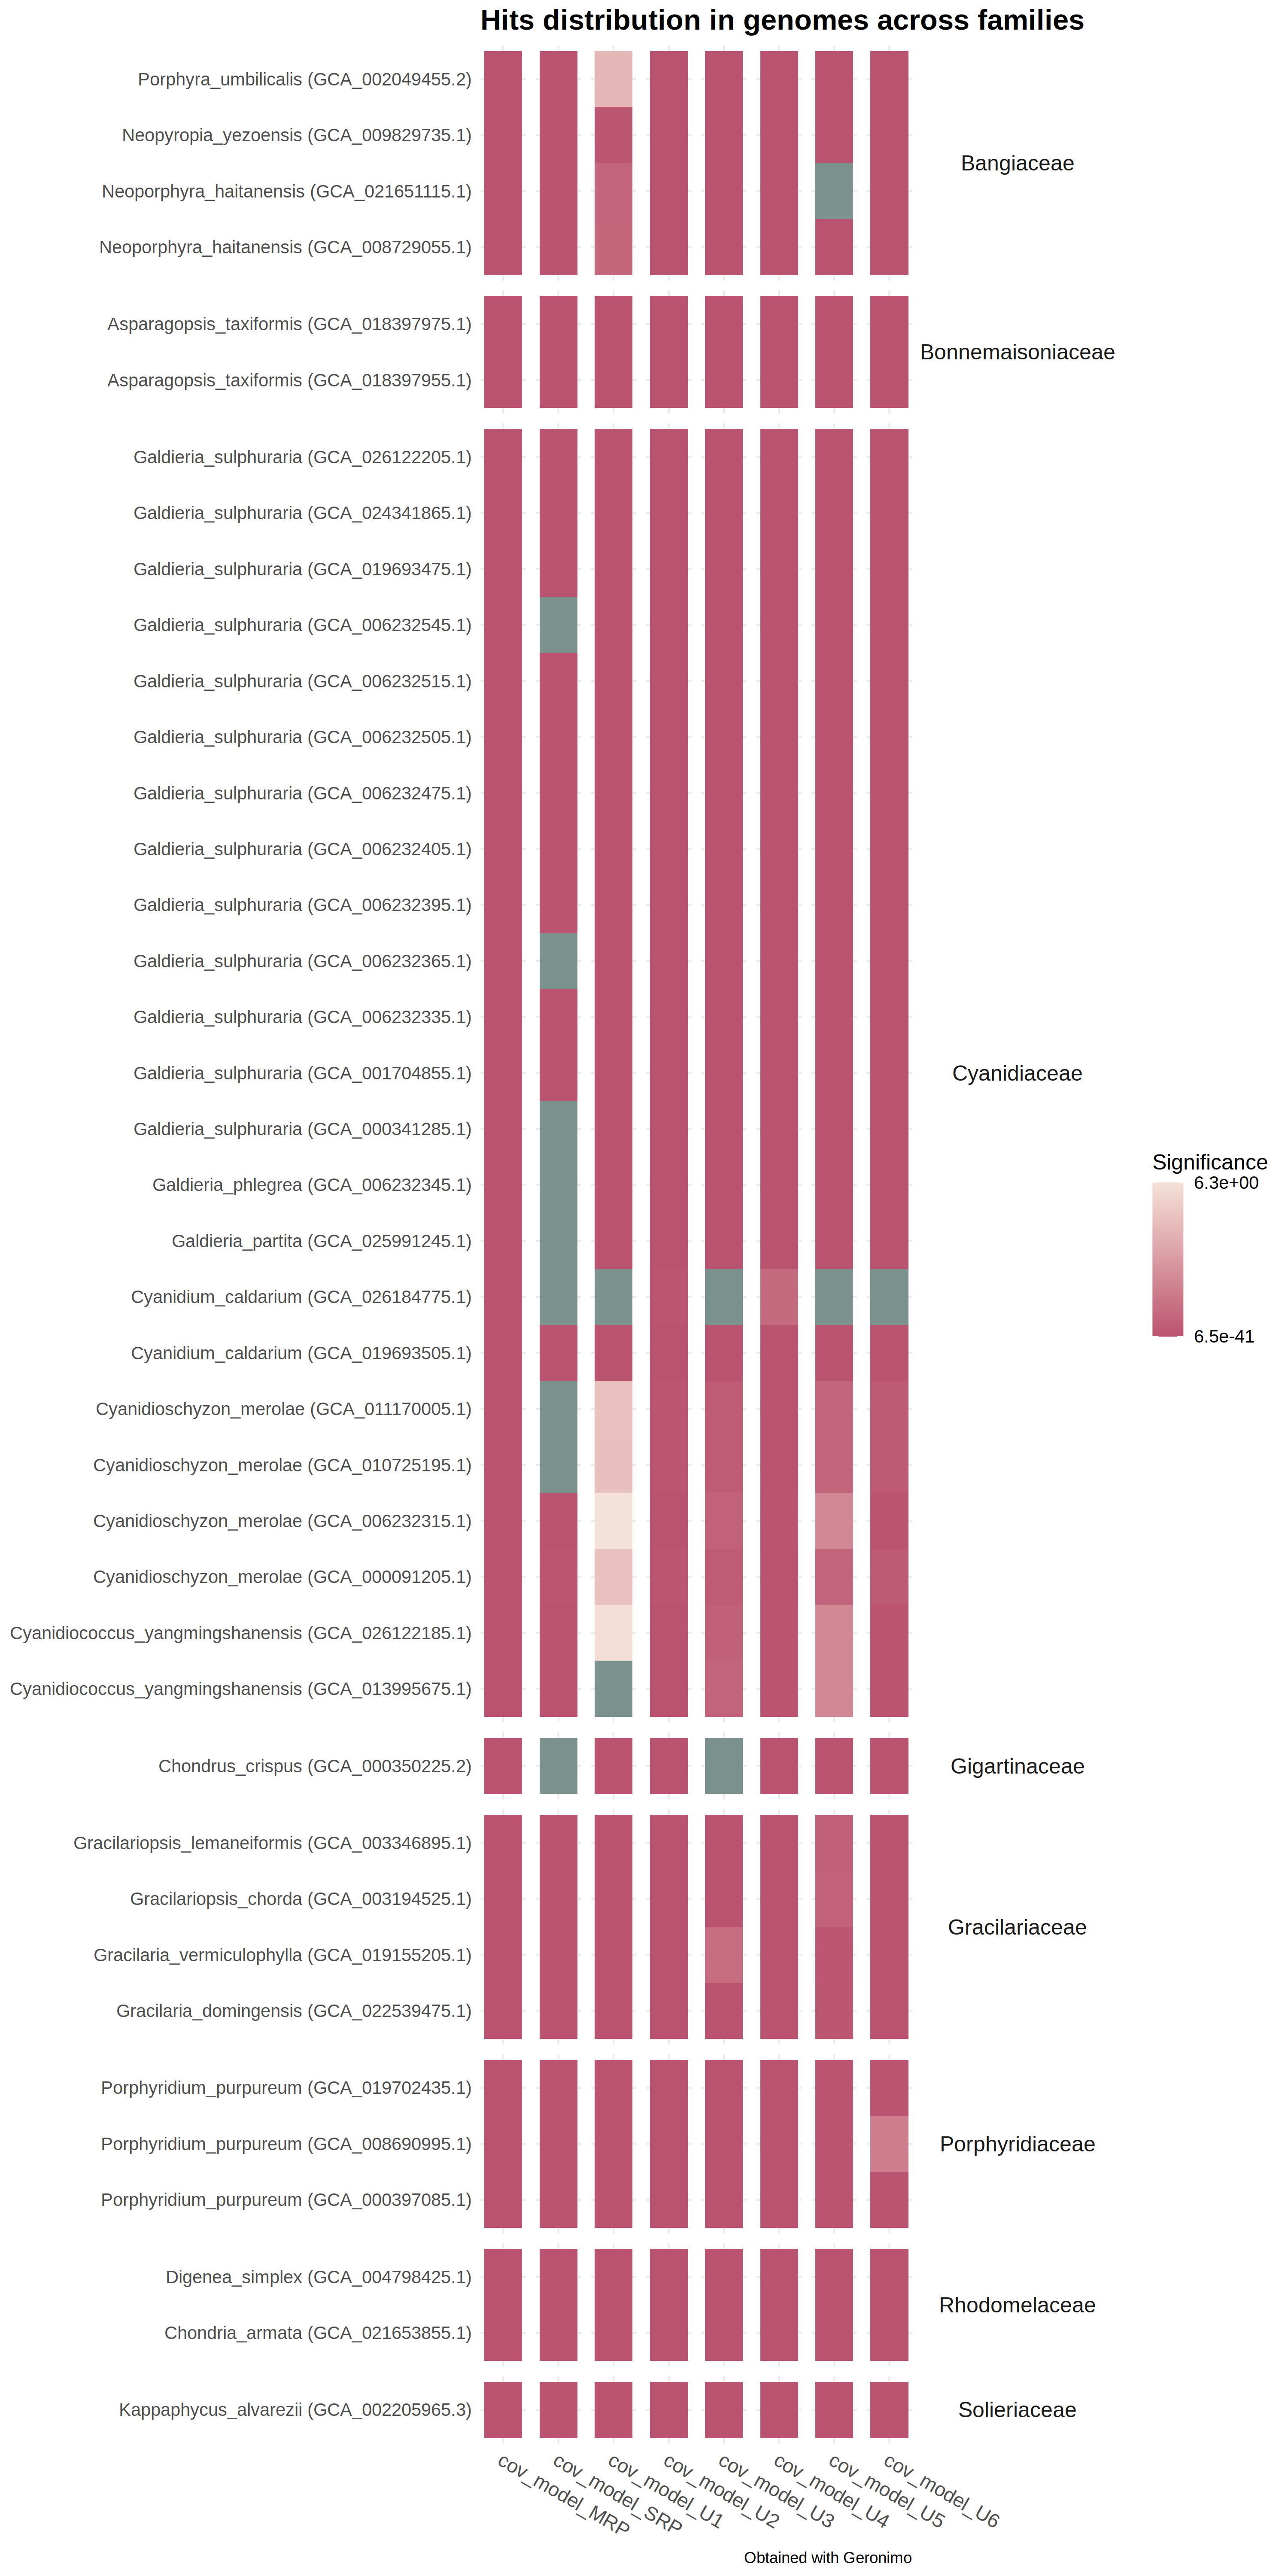 Hits distribution in genomes across families
Porphyra_umbilicalis (GCA_002049455.2)
Neopyropia_yezoensis (GCA_009829735.1)
Bangiaceae
Neoporphyra_haitanensis (GCA_021651115.1)
Neoporphyra_haitanensis (GCA_008729055.1)
Asparagopsis_taxiformis (GCA_018397975.1)
Bonnemaisoniaceae
Asparagopsis_taxiformis (GCA_018397955.1)
Galdieria_sulphuraria (GCA_026122205.1)
Galdieria_sulphuraria (GCA_024341865.1)
Galdieria_sulphuraria (GCA_019693475.1)
Galdieria_sulphuraria (GCA_006232545.1)
Galdieria_sulphuraria (GCA_006232515.1)
Galdieria_sulphuraria (GCA_006232505.1)
Galdieria_sulphuraria (GCA_006232475.1)
Galdieria_sulphuraria (GCA_006232405.1)
Galdieria_sulphuraria (GCA_006232395.1)
Galdieria_sulphuraria (GCA_006232365.1)
Galdieria_sulphuraria (GCA_006232335.1)
Galdieria_sulphuraria (GCA_001704855.1)
Cyanidiaceae
Galdieria_sulphuraria (GCA_000341285.1)
Galdieria_phlegrea (GCA_006232345.1)
Galdieria_partita (GCA_025991245.1)
Cyanidium_caldarium (GCA_026184775.1)
Cyanidium_caldarium (GCA_019693505.1)
Cyanidioschyzon_merolae (GCA_011170005.1)
Cyanidioschyzon_merolae (GCA_010725195.1)
Cyanidioschyzon_merolae (GCA_006232315.1)
Cyanidioschyzon_merolae (GCA_000091205.1)
Cyanidiococcus_yangmingshanensis (GCA_026122185.1)
Cyanidiococcus_yangmingshanensis (GCA_013995675.1)
Chondrus_crispus (GCA_000350225.2)
Gigartinaceae
Gracilariopsis_lemaneiformis (GCA_003346895.1)
Gracilariopsis_chorda (GCA_003194525.1)
Gracilariaceae
Gracilaria_vermiculophylla (GCA_019155205.1)
Gracilaria_domingensis (GCA_022539475.1)
Porphyridium_purpureum (GCA_019702435.1)
Porphyridium_purpureum (GCA_008690995.1)
Porphyridiaceae
Porphyridium_purpureum (GCA_000397085.1)
Digenea_simplex (GCA_004798425.1)
Rhodomelaceae
Chondria_armata (GCA_021653855.1)
Kappaphycus_alvarezii (GCA_002205965.3)
Solieriaceae
cov_model_MRP
cov_model_SRP
cov_model_U1
cov_model_U2
cov_model_U3
cov_model_U4
cov_model_U5
cov_model_U6
Obtained with Geronimo
Significance
6.3e+00
6.5e-41